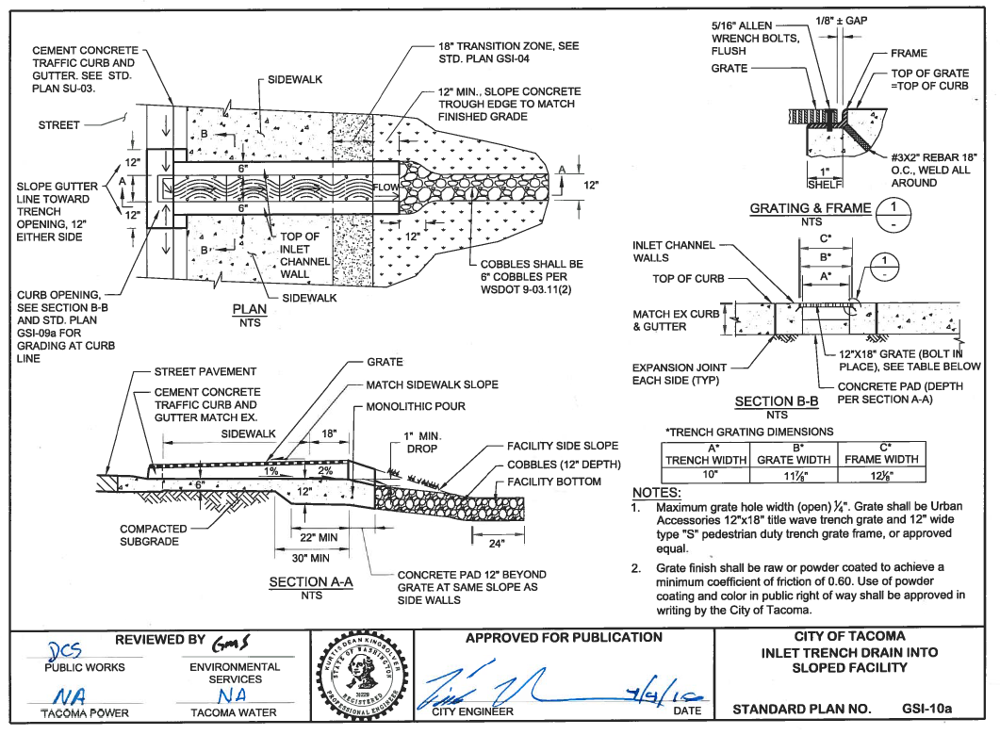 CEMENT CONCRETE
TRAFFIC CURB AND
GUTTER. SEE STD.
PLAN SU-03.
STREET
SIDEWALK
18" TRANSITION ZONE, SEE
STD. PLAN GSI-04
12" MIN., SLOPE CONCRETE
TROUGH EDGE TO MATCH
FINISHED GRADE
B
12"
6"
A
A
12"
FLOW
SLOPE GUTTER
LINE TOWARD
TRENCH
OPENING, 12"
EITHER SIDE
12"
6"
B
12"
TOP OF
INLET
CHANNEL
WALL
COBBLES SHALL BE
6" COBBLES PER
WSDOT 9-03.11(2)
SIDEWALK
CURB OPENING,
SEE SECTION B-B
AND STD. PLAN
GSI-09a FOR
GRADING AT CURB
LINE
PLAN
NTS
5/16" ALLEN
WRENCH BOLTS,
FLUSH
GRATE
1/8" ± GAP
FRAME
TOP OF GRATE
=TOP OF CURB
#3X2" REBAR 18"
O.C., WELD ALL
AROUND
1"
SHELF
GRATING & FRAME
NTS
1
-
INLET CHANNEL
WALLS
TOP OF CURB
C*
B*
A*
1
-
MATCH EX CURB
& GUTTER
EXPANSION JOINT
EACH SIDE (TYP)
12"X18" GRATE (BOLT IN
PLACE), SEE TABLE BELOW
CONCRETE PAD (DEPTH
PER SECTION A-A)
SECTION B-B
NTS
STREET PAVEMENT
CEMENT CONCRETE
TRAFFIC CURB AND
GUTTER MATCH EX.
GRATE
MATCH SIDEWALK SLOPE
MONOLITHIC POUR
SIDEWALK
18"
1" MIN.
DROP
FACILITY SIDE SLOPE
COBBLES (12" DEPTH)
FACILITY BOTTOM
1%
2%
6"
12"
COMPACTED
SUBGRADE
22" MIN
30" MIN
24"
CONCRETE PAD 12" BEYOND
GRATE AT SAME SLOPE AS
SIDE WALLS
SECTION A-A
NTS
*TRENCH GRATING DIMENSIONS
A* B* C*
TRENCH WIDTH GRATE WIDTH FRAME WIDTH
10" 11⅞" 12⅛"
NOTES:
1. Maximum grate hole width (open) ¼". Grate shall be Urban
Accessories 12"x18" title wave trench grate and 12" wide
type "S" pedestrian duty trench grate frame, or approved
equal.
2. Grate finish shall be raw or powder coated to achieve a
minimum coefficient of friction of 0.60. Use of powder
coating and color in public right of way shall be approved in
writing by the City of Tacoma.
REVIEWED BY
DCS
GMS
PUBLIC WORKS
ENVIRONMENTAL
SERVICES
NA
NA
TACOMA POWER
TACOMA WATER
KURTIS DEAN KINGSOLVER
STATE OF WASHINGTON
REGISTERED
PROFESSIONAL ENGINEER
APPROVED FOR PUBLICATION
CITY ENGINEER
DATE
CITY OF TACOMA
INLET TRENCH DRAIN INTO
SLOPED FACILITY
STANDARD PLAN NO. GSI-10a